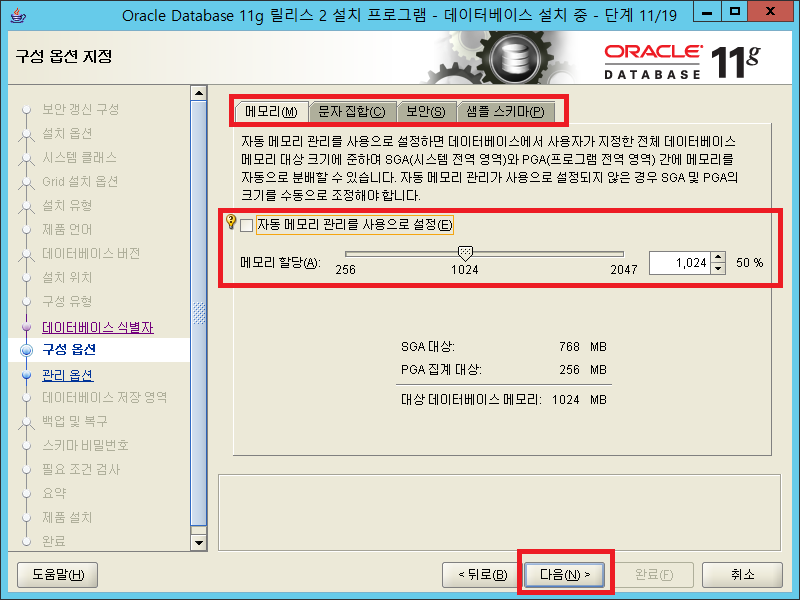 Oracle Database 11g 릴리스 2 설치 프로그램 - 데이터베이스 설치 중 - 단계 11/19
구성 옵션 지정
ORACLE 11g
DATABASE
보안 갱신 구성
설치 옵션
시스템 클래스
Grid 설치 옵션
설치 유형
제품 언어
데이터베이스 버전
설치 위치
구성 유형
데이터베이스 식별자
구성 옵션
관리 옵션
데이터베이스 저장 영역
백업 및 복구
스키마 비밀번호
필요 조건 검사
요약
제품 설치
완료
메모리(M) 문자 집합(C) 보안(S) 샘플 스키마(P)
자동 메모리 관리를 사용으로 설정하면 데이터베이스에서 사용자가 지정한 전체 데이터베이스
메모리 대상 크기에 준하여 SGA(시스템 전역 영역)와 PGA(프로그램 전역 영역) 간에 메모리를
자동으로 분배할 수 있습니다. 자동 메모리 관리가 사용으로 설정되지 않은 경우 SGA 및 PGA의
크기를 수동으로 조정해야 합니다.
자동 메모리 관리를 사용으로 설정(E)
메모리 할당(A): 1,024 50 %
256 1024 2047
SGA 대상: 768 MB
PGA 집계 대상: 256 MB
대상 데이터베이스 메모리: 1024 MB
도움말(H) < 뒤로(B) 다음(N) > 완료(F) 취소